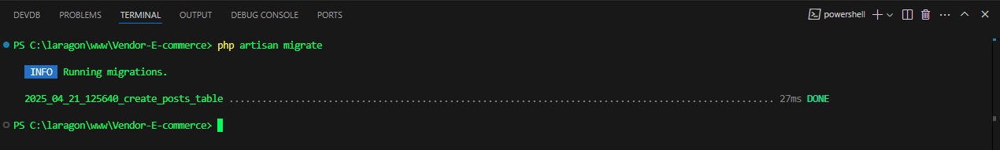 DEVDB PROBLEMS TERMINAL OUTPUT DEBUG CONSOLE PORTS powershell
PS C:\laragon\www\Vendor-E-commerce> php artisan migrate
INFO Running migrations.
2025_04_21_125640_create_posts_table ................................................................................................... 27ms DONE
PS C:\laragon\www\Vendor-E-commerce>